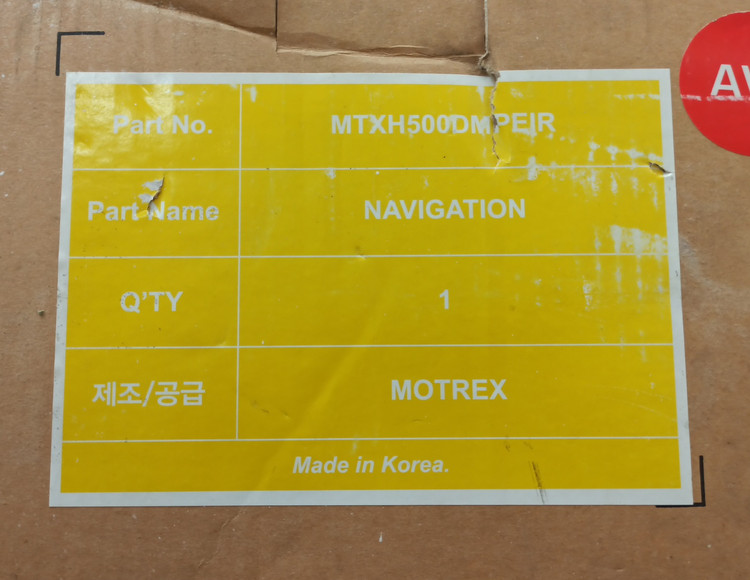 Part No. MTXH500DMPEIR
Part Name NAVIGATION
Q'TY 1
제조/공급 MOTREX
Made in Korea.